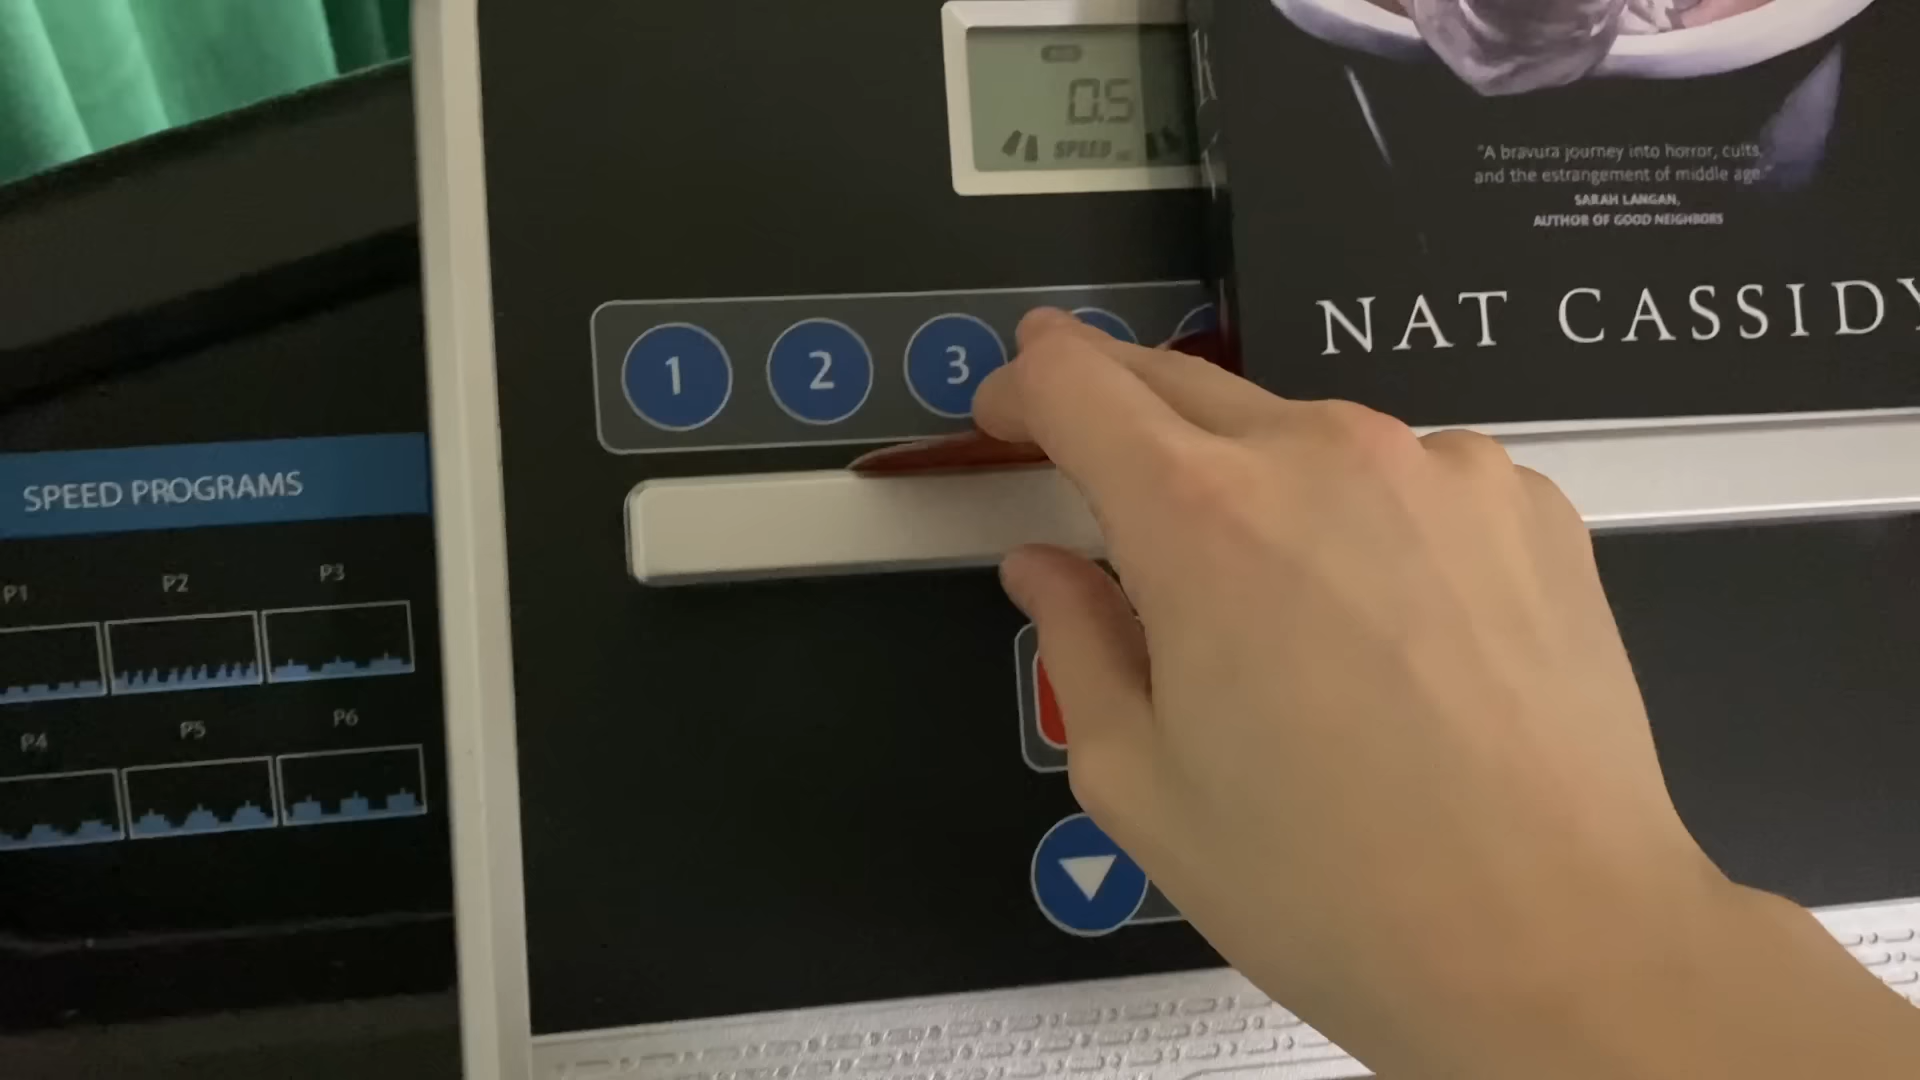 0.5
SPEED
"A bravura journey into horror, cults,
and the estrangement of middle age."
SARAH LANGAN,
AUTHOR OF GOOD NEIGHBORS
NAT CASSIDY
1 2 3
SPEED PROGRAMS
P1 P2 P3
P4 P5 P6